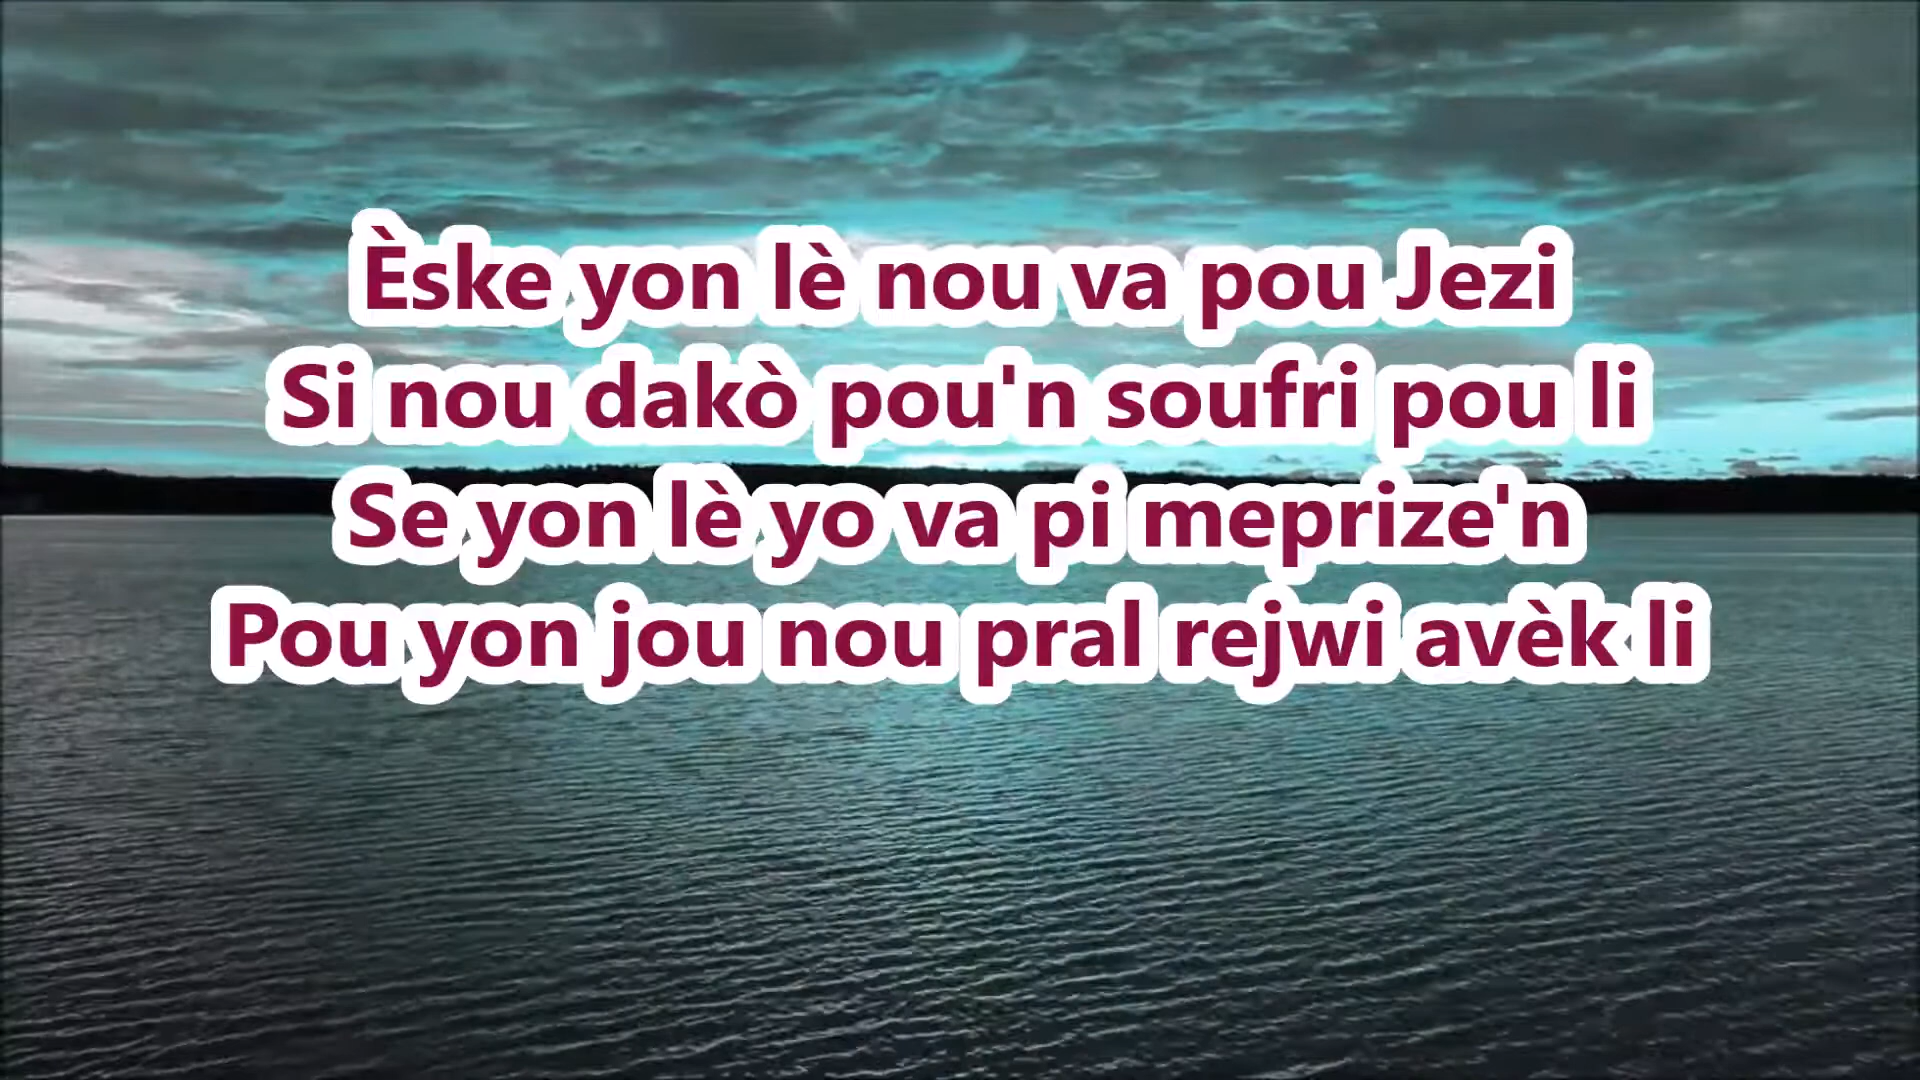 Èske yon lè nou va pou Jezi
Si nou dakò pou'n soufri pou li
Se yon lè yo va pi meprize'n
Pou yon jou nou pral rejwi avèk li